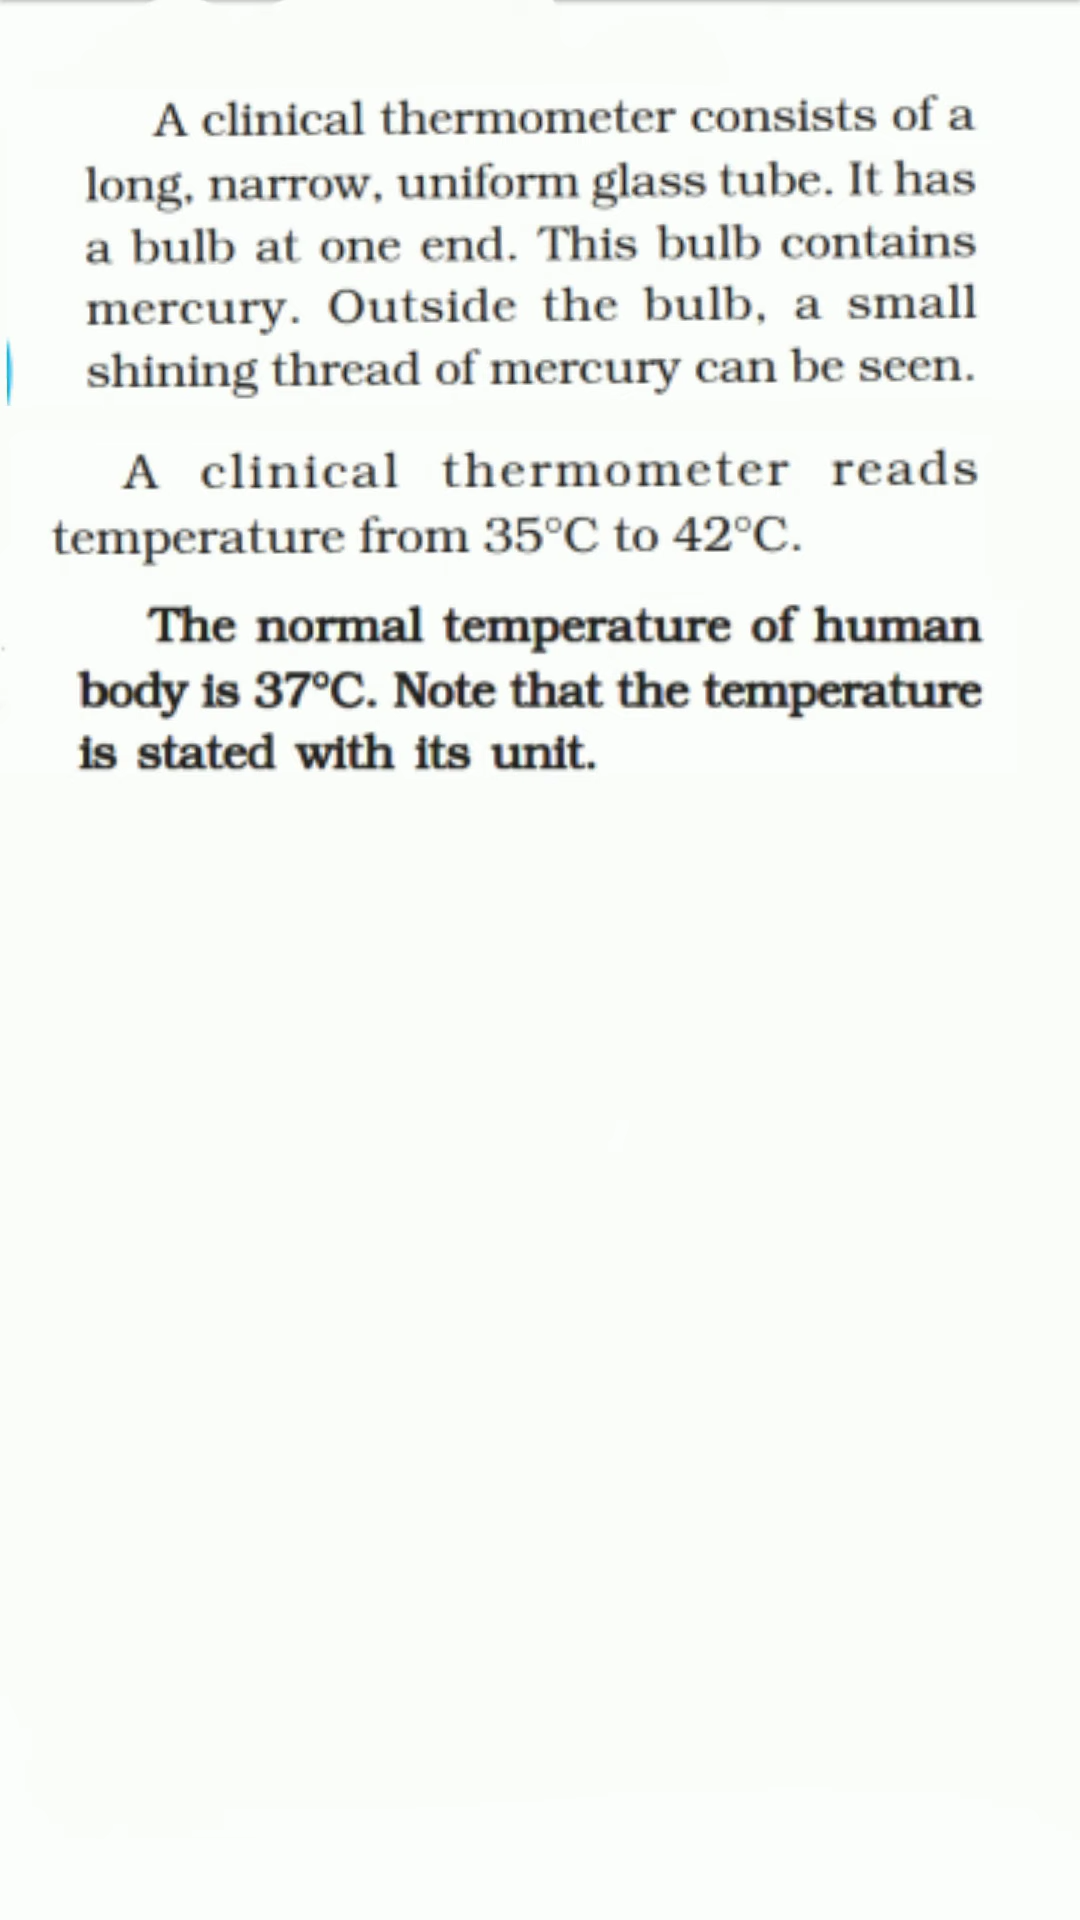 A clinical thermometer consists of a
long, narrow, uniform glass tube. It has
a bulb at one end. This bulb contains
mercury. Outside the bulb, a small
shining thread of mercury can be seen.
A clinical thermometer reads
temperature from 35°C to 42°C.
The normal temperature of human
body is 37°C. Note that the temperature
is stated with its unit.